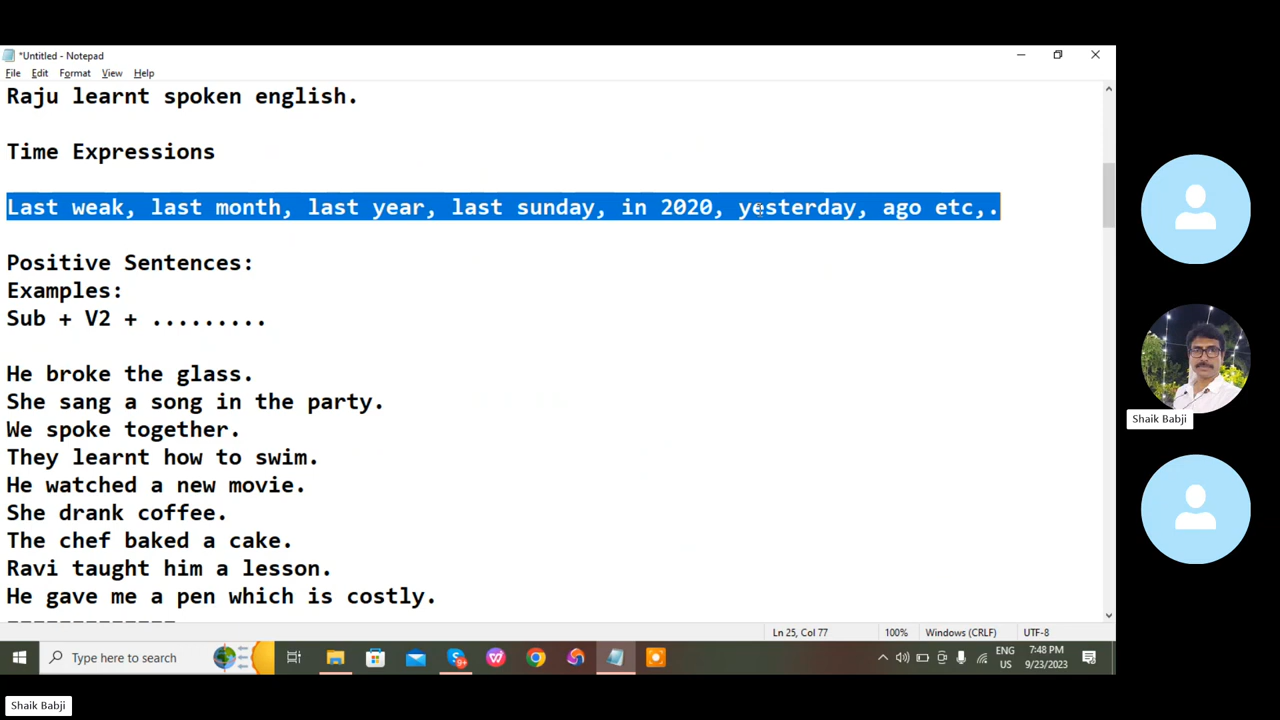 *Untitled - Notepad
File Edit Format View Help
Raju learnt spoken english.
Time Expressions
Last weak, last month, last year, last sunday, in 2020, yesterday, ago etc,.
Positive Sentences:
Examples:
Sub + V2 + .........
He broke the glass.
She sang a song in the party.
We spoke together.
They learnt how to swim.
He watched a new movie.
She drank coffee.
The chef baked a cake.
Ravi taught him a lesson.
He gave me a pen which is costly.
-------------
Shaik Babji
Ln 25, Col 77 100% Windows (CRLF) UTF-8
Type here to search
9+
ENG
US
7:48 PM
9/23/2023
Shaik Babji